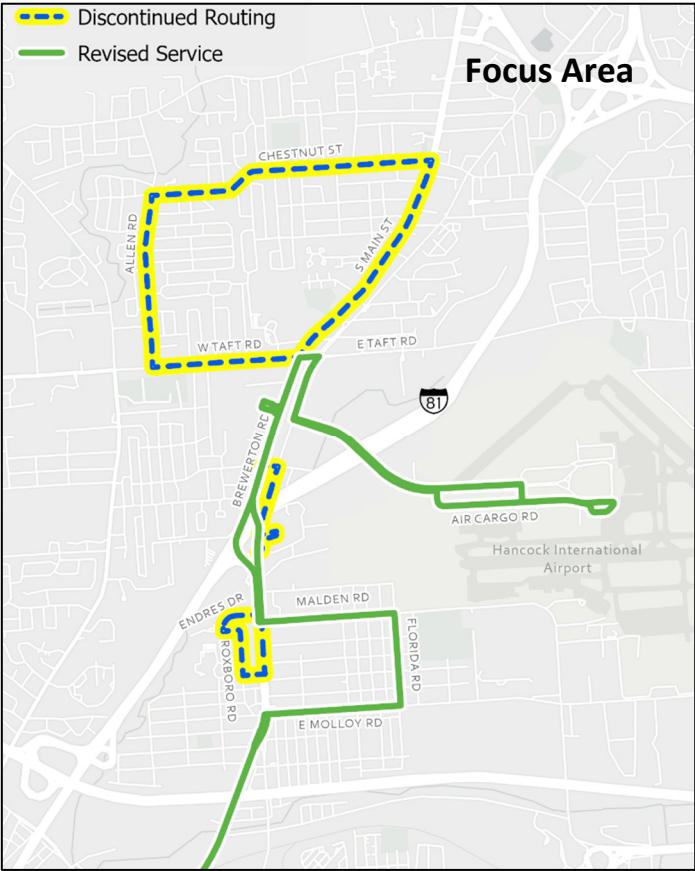 Discontinued Routing
Revised Service
Focus Area
CHESTNUT ST
ALLEN RD
S MAIN ST
W TAFT RD
E TAFT RD
81
BREWERTON RD
AIR CARGO RD
Hancock International
Airport
ENDRES DR
MALDEN RD
ROXBORO RD
FLORIDA RD
E MOLLOY RD